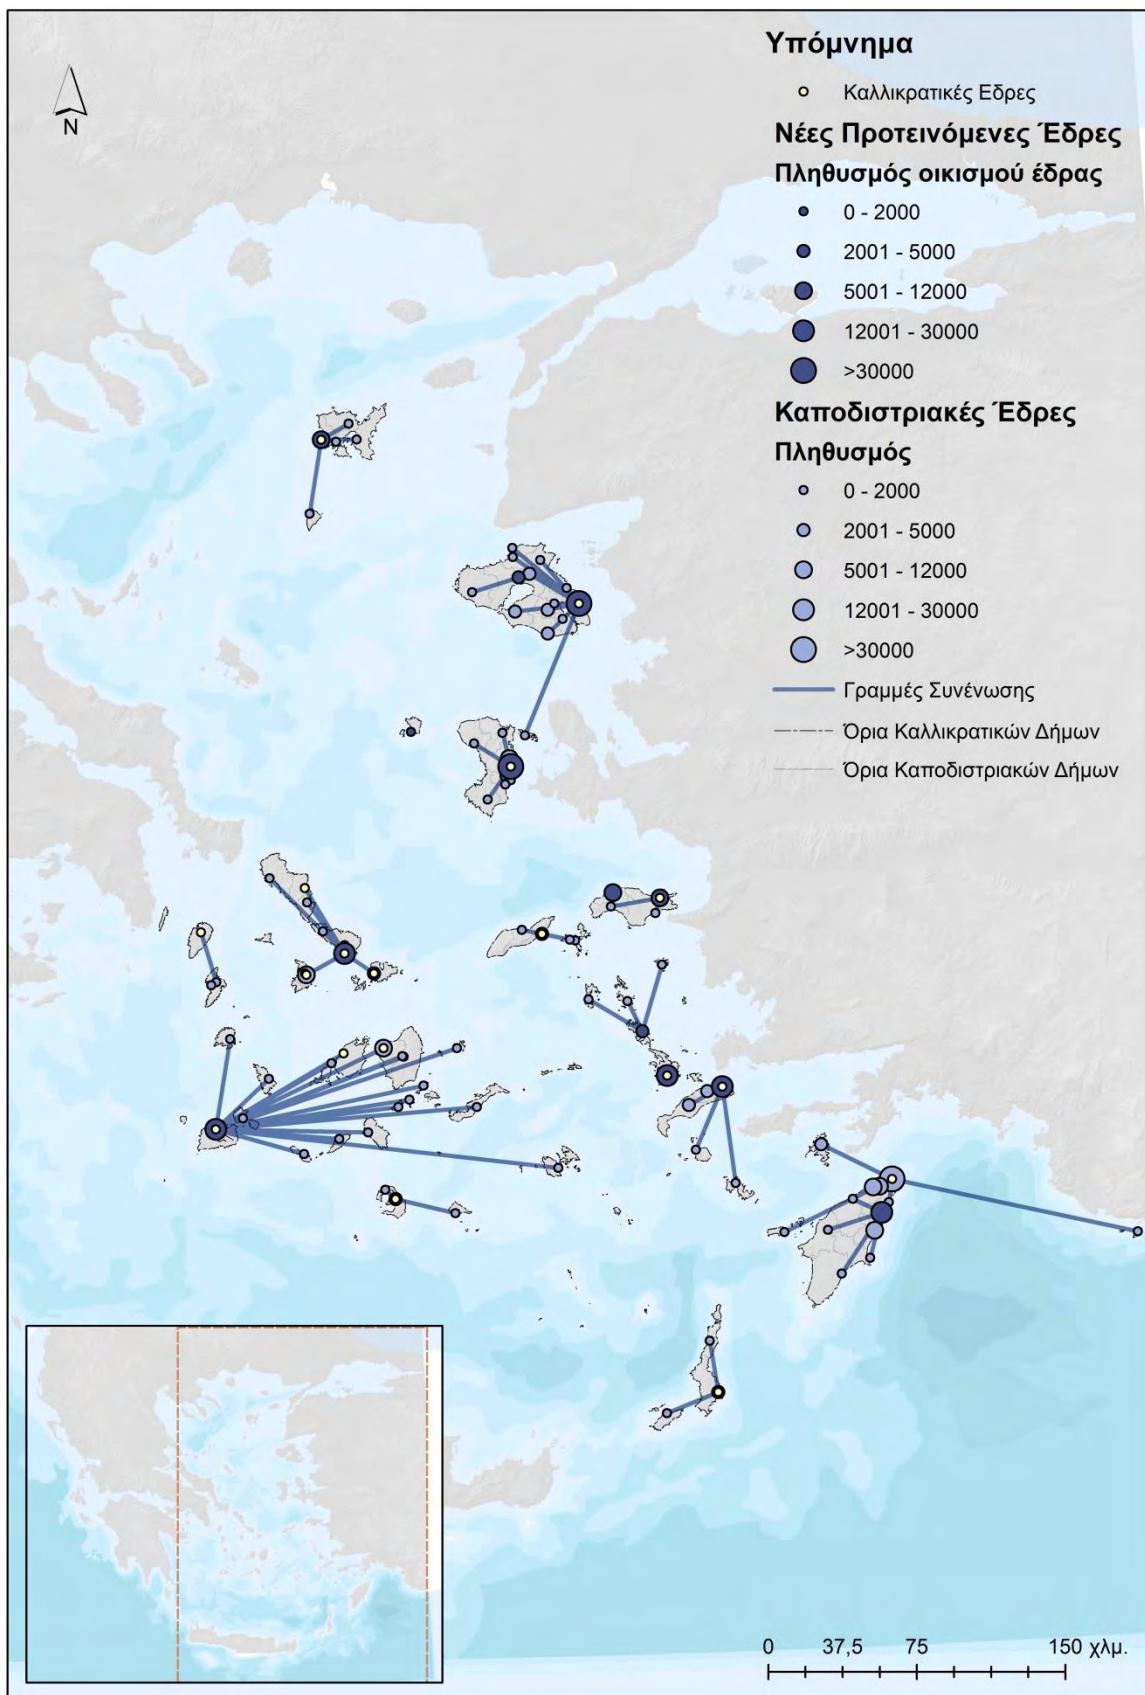 Υπόμνημα
Καλλικρατικές Εδρες
Νέες Προτεινόμενες Έδρες
Πληθυσμός οικισμού έδρας
0 - 2000
2001 - 5000
5001 - 12000
12001 - 30000
>30000
Καποδιστριακές Έδρες
Πληθυσμός
0 - 2000
2001 - 5000
5001 - 12000
12001 - 30000
>30000
Γραμμές Συνένωσης
Όρια Καλλικρατικών Δήμων
Όρια Καποδιστριακών Δήμων
N
0 37,5 75 150 χλμ.